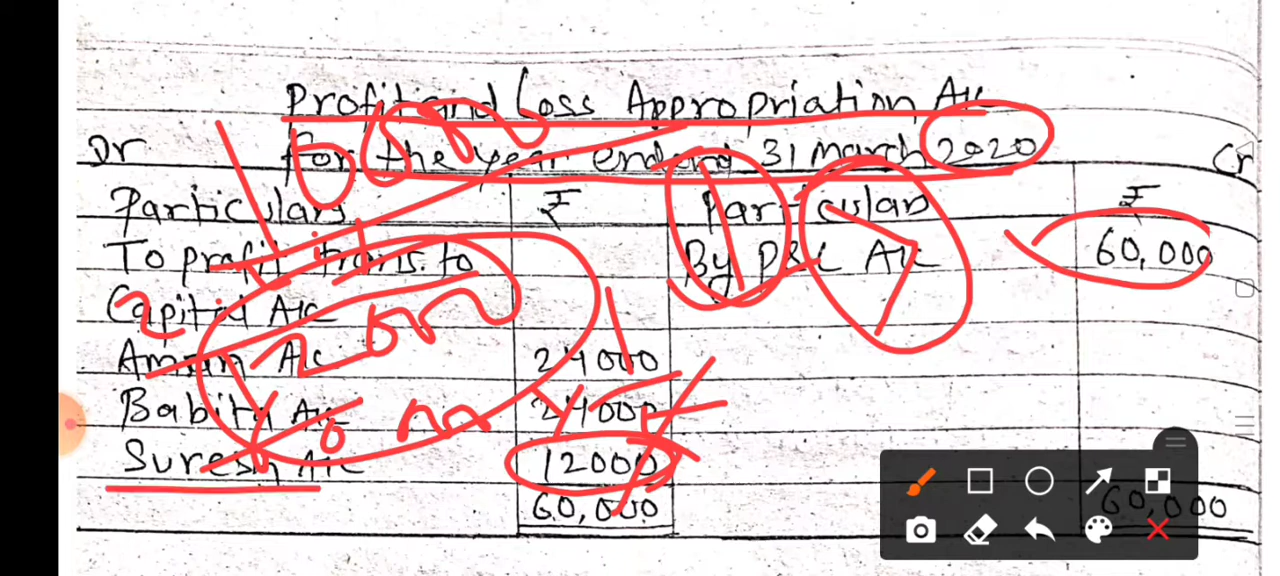 Profit and Loss Appropriation A/c
Dr for the year ended 31 March 2020 Cr
Particulars ₹ Particulars ₹
To profit trans. to By P&L A/c 60,000
Capital A/c
Aman A/c 24000
Babita A/c 24000
Suresh A/c 12000
60,000 60,000